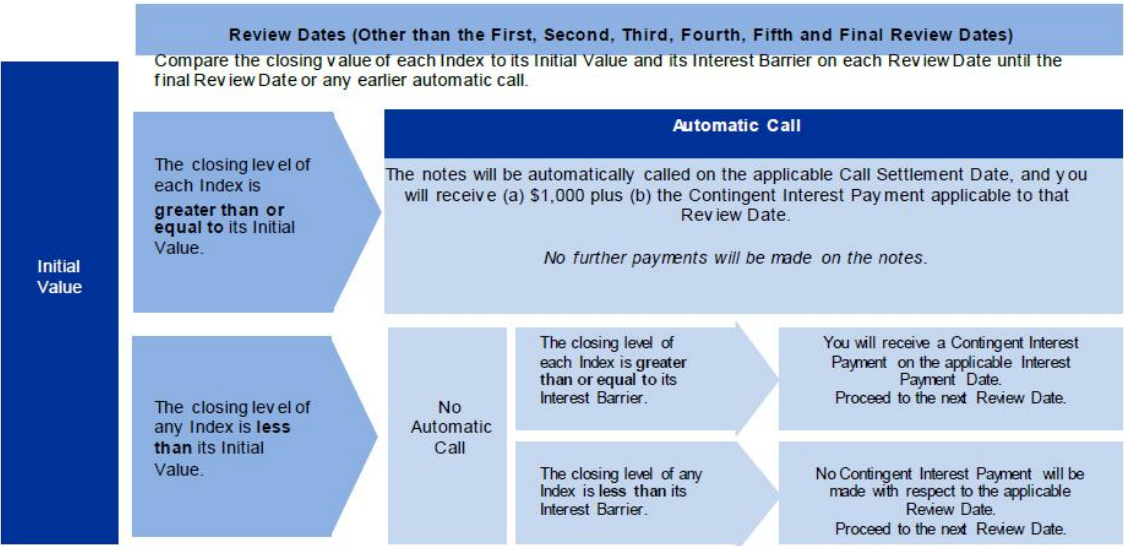 Review Dates (Other than the First, Second, Third, Fourth, Fifth and Final Review Dates)
Compare the closing value of each Index to its Initial Value and its Interest Barrier on each Review Date until the
final Review Date or any earlier automatic call.
Initial
Value
The closing level of
each Index is
greater than or
equal to its Initial
Value.
Automatic Call
The notes will be automatically called on the applicable Call Settlement Date, and you
will receive (a) $1,000 plus (b) the Contingent Interest Payment applicable to that
Review Date.
No further payments will be made on the notes.
The closing level of
any Index is less
than its Initial
Value.
No
Automatic
Call
The closing level of
each Index is greater
than or equal to its
Interest Barrier.
You will receive a Contingent Interest
Payment on the applicable Interest
Payment Date.
Proceed to the next Review Date.
The closing level of any
Index is less than its
Interest Barrier.
No Contingent Interest Payment will be
made with respect to the applicable
Review Date.
Proceed to the next Review Date.